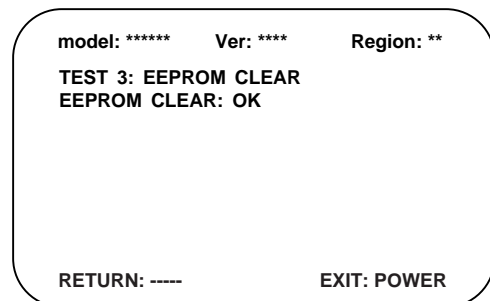 model: ****** Ver: **** Region: **
TEST 3: EEPROM CLEAR
EEPROM CLEAR: OK
RETURN: ----- EXIT: POWER